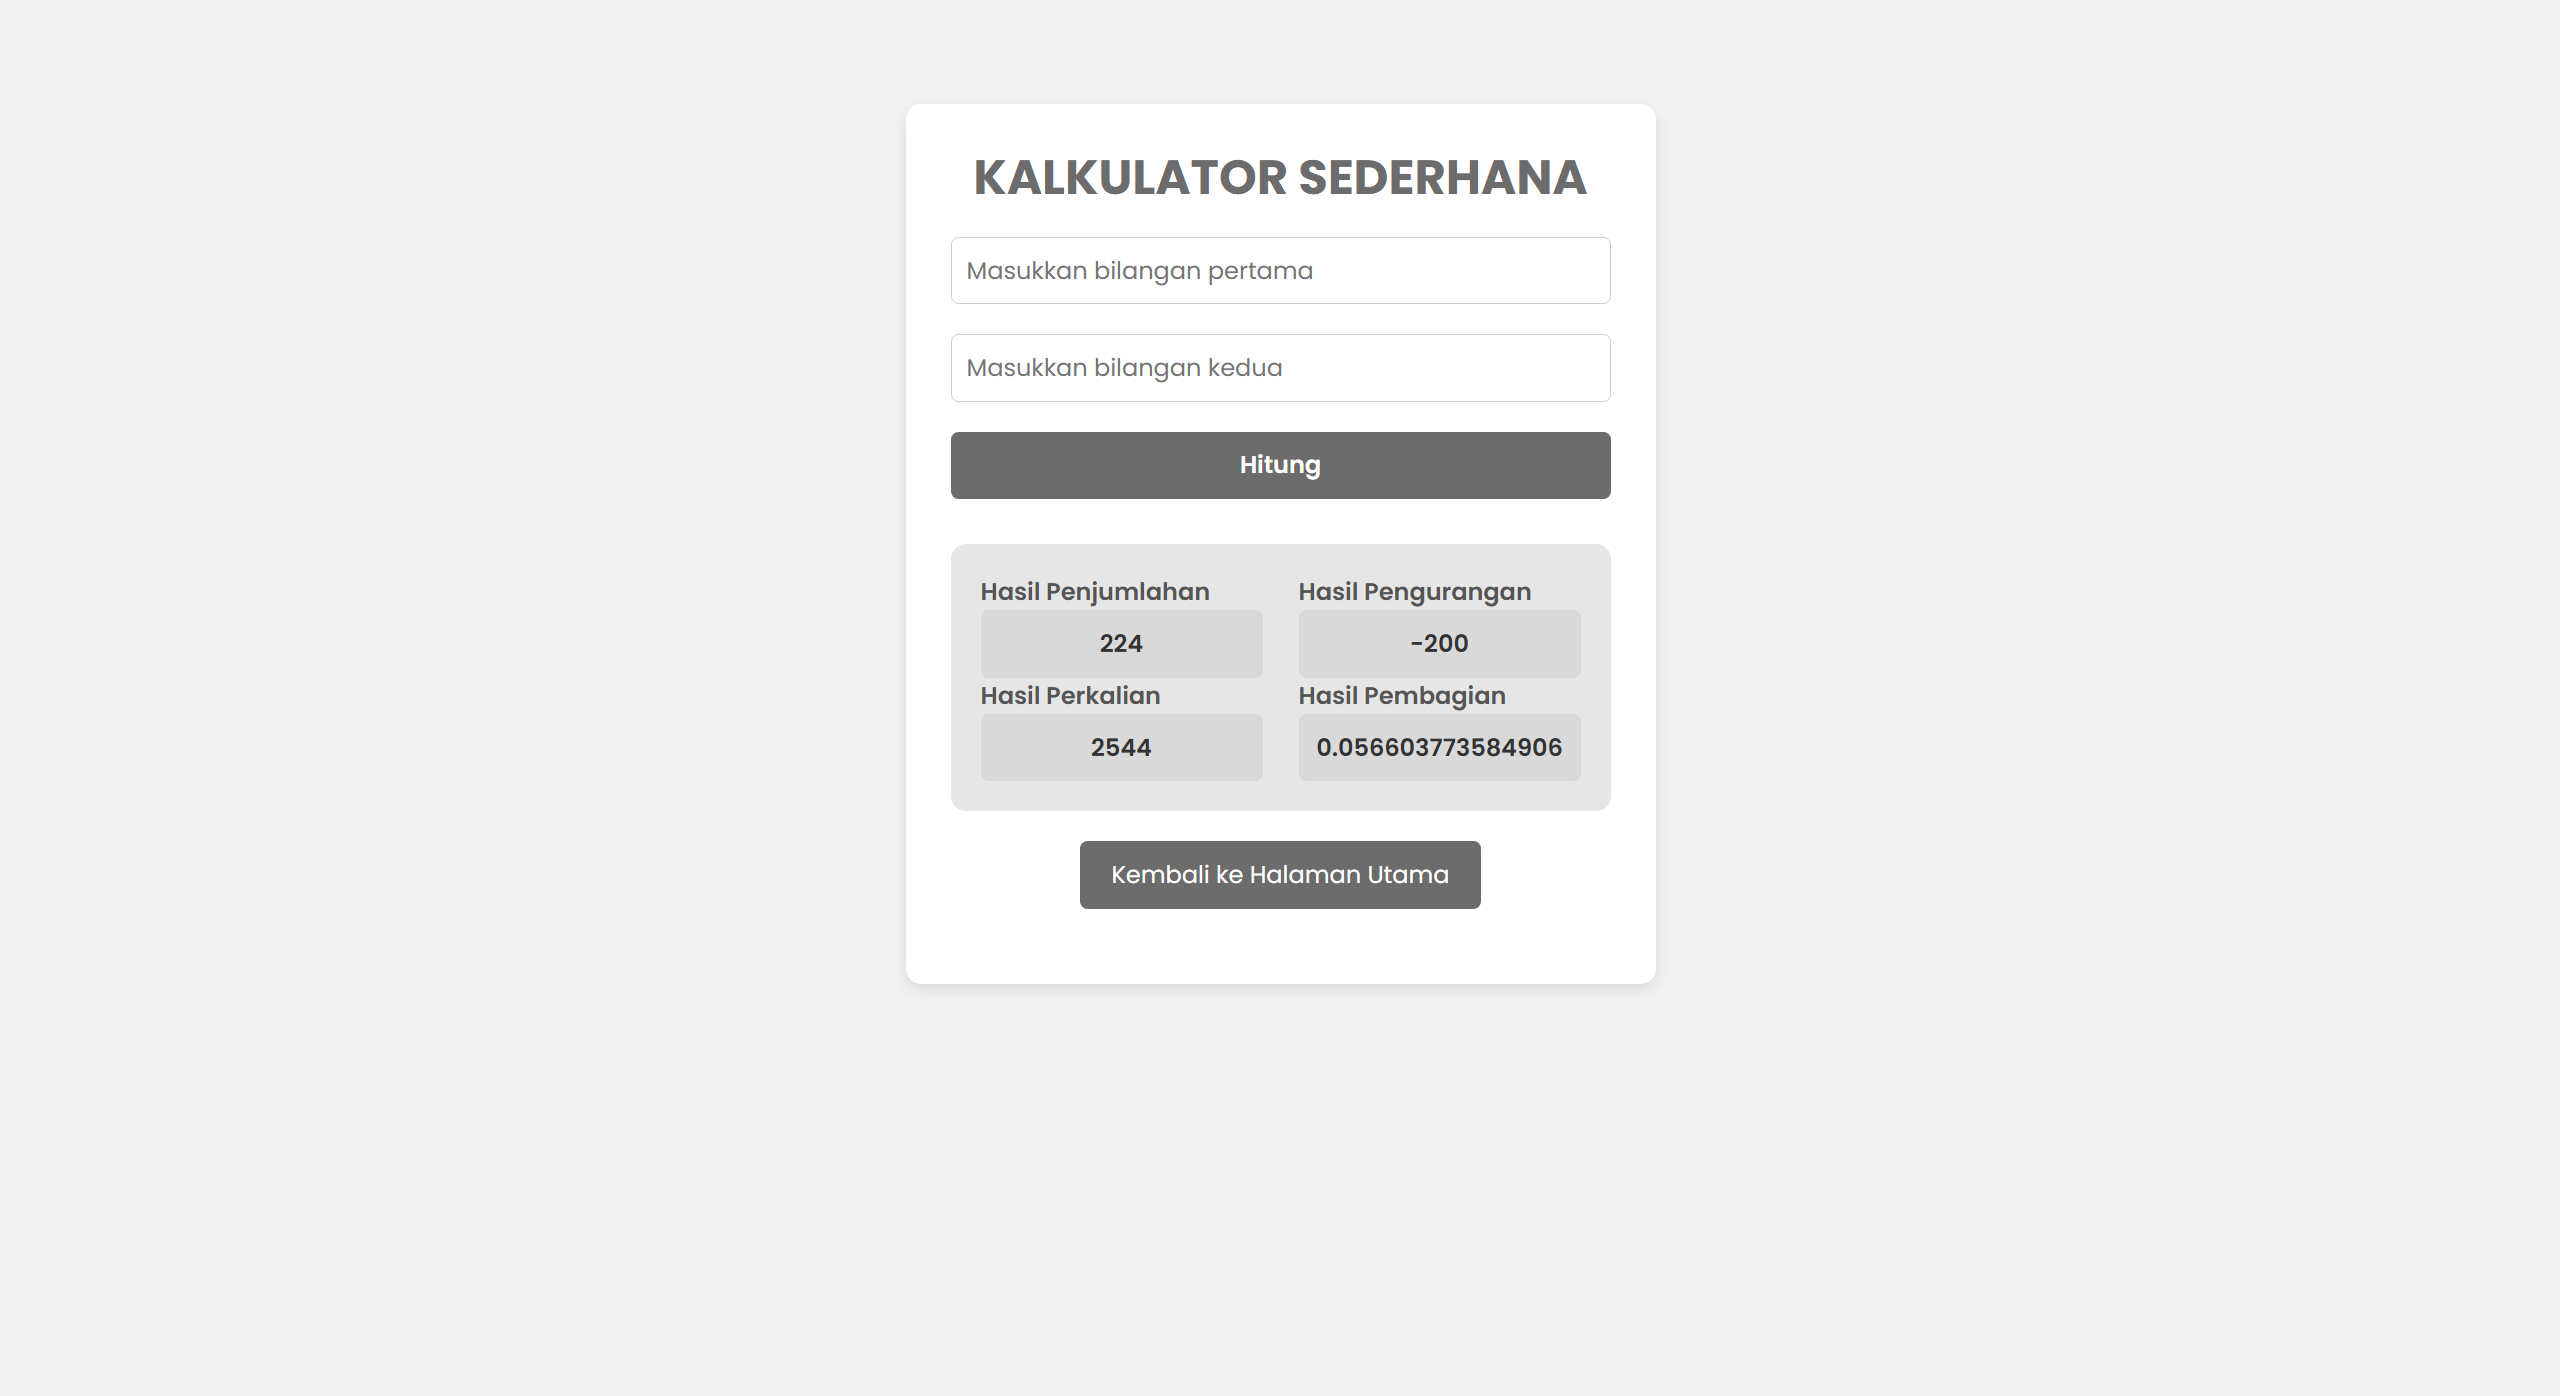 KALKULATOR SEDERHANA
Masukkan bilangan pertama
Masukkan bilangan kedua
Hitung
Hasil Penjumlahan
224
Hasil Pengurangan
-200
Hasil Perkalian
2544
Hasil Pembagian
0.056603773584906
Kembali ke Halaman Utama